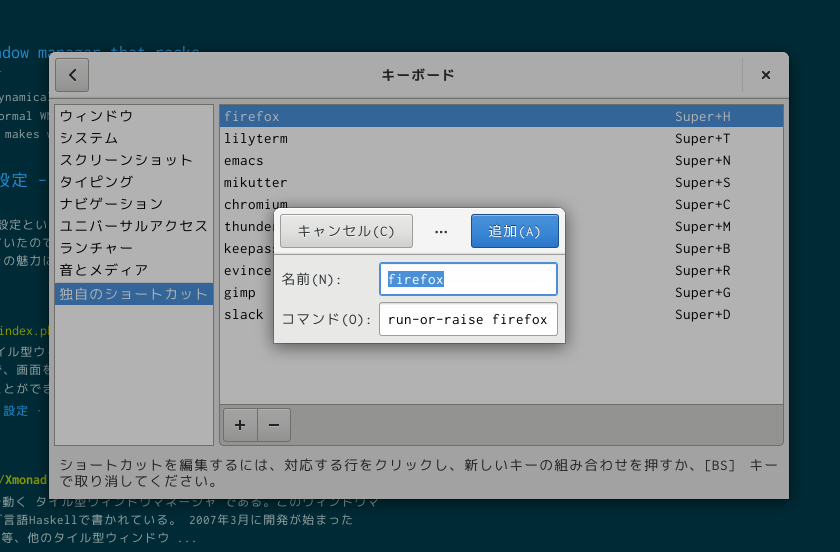 キーボード
ウィンドウ
システム
スクリーンショット
タイピング
ナビゲーション
ユニバーサルアクセス
ランチャー
音とメディア
独自のショートカット
firefox Super+H
lilyterm Super+T
emacs Super+N
mikutter Super+S
chromium Super+C
Super+M
Super+B
evince Super+R
gimp Super+G
slack Super+D
キャンセル(C) … 追加(A)
名前(N): firefox
コマンド(O): run-or-raise firefox
+ −
ショートカットを編集するには、対応する行をクリックし、新しいキーの組み合わせを押すか、[BS] キー
で取り消してください。
makes
設定 -
設定とい
いたので
の魅力に
index.p
イル型ウ
、画面を
とができ
設定 ·
/Xmonad
動く タイル型ウィンドウマネージャ である。このウィンドウマ
言語Haskellで書かれている。 2007年3月に開発が始まった
等、他のタイル型ウィンドウ ...